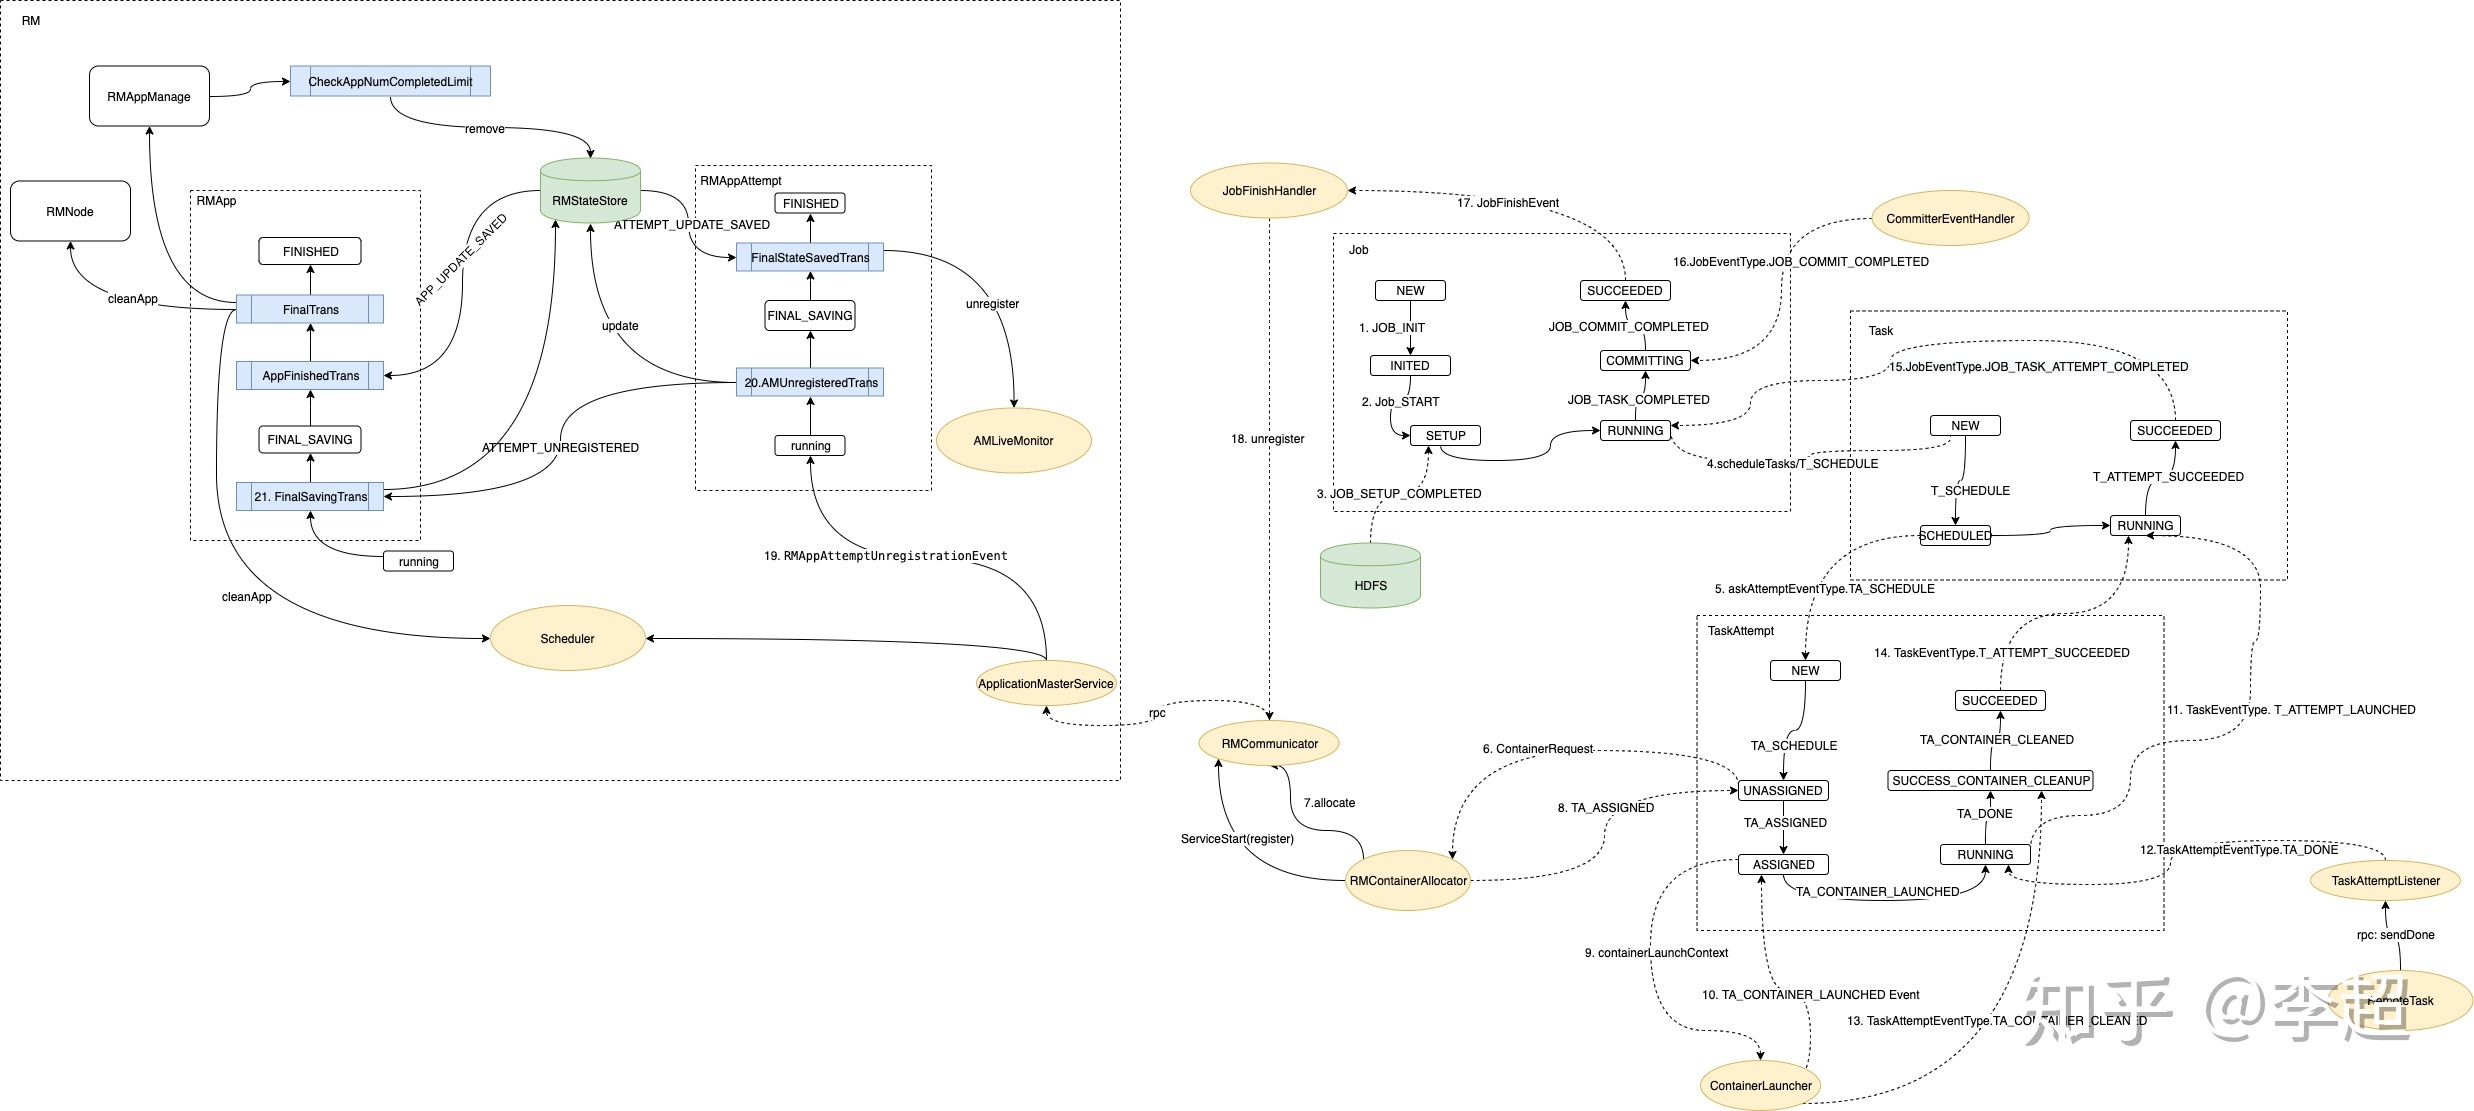 RM
RMAppManage
CheckAppNumCompletedLimit
remove
RMNode
RMStateStore
RMApp
RMAppAttempt
FINISHED
ATTEMPT_UPDATE_SAVED
FINISHED
FinalStateSavedTrans
APP_UPDATE_SAVED
cleanApp
FinalTrans
unregister
FINAL_SAVING
update
AppFinishedTrans
20.AMUnregisteredTrans
FINAL_SAVING
ATTEMPT_UNREGISTERED
running
AMLiveMonitor
21. FinalSavingTrans
running
19. RMAppAttemptUnregistrationEvent
cleanApp
Scheduler
ApplicationMasterService
rpc
JobFinishHandler
17. JobFinishEvent
CommitterEventHandler
Job
16.JobEventType.JOB_COMMIT_COMPLETED
NEW
SUCCEEDED
1. JOB_INIT
JOB_COMMIT_COMPLETED
INITED
COMMITTING
2. Job_START
JOB_TASK_COMPLETED
SETUP
RUNNING
18. unregister
4.scheduleTasks/T_SCHEDULE
3. JOB_SETUP_COMPLETED
HDFS
Task
15.JobEventType.JOB_TASK_ATTEMPT_COMPLETED
NEW
SUCCEEDED
T_SCHEDULE
T_ATTEMPT_SUCCEEDED
SCHEDULED
RUNNING
5. askAttemptEventType.TA_SCHEDULE
TaskAttempt
14. TaskEventType.T_ATTEMPT_SUCCEEDED
NEW
SUCCEEDED
11. TaskEventType. T_ATTEMPT_LAUNCHED
TA_SCHEDULE
TA_CONTAINER_CLEANED
RMCommunicator
6. ContainerRequest
UNASSIGNED
SUCCESS_CONTAINER_CLEANUP
7.allocate
8. TA_ASSIGNED
TA_ASSIGNED
TA_DONE
ServiceStart(register)
ASSIGNED
RUNNING
12.TaskAttemptEventType.TA_DONE
RMContainerAllocator
TA_CONTAINER_LAUNCHED
TaskAttemptListener
rpc: sendDone
9. containerLaunchContext
10. TA_CONTAINER_LAUNCHED Event
RemoteTask
13. TaskAttemptEventType.TA_CONTAINER_CLEANED
ContainerLauncher
知乎 @李超